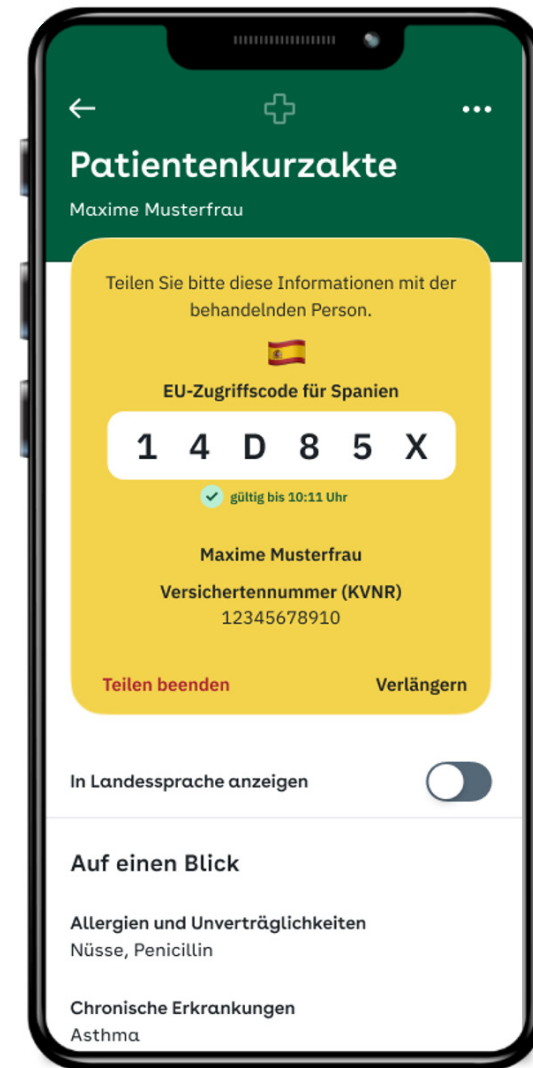 Patientenkurzakte
Maxime Musterfrau
Teilen Sie bitte diese Informationen mit der
behandelnden Person.
EU-Zugriffscode für Spanien
1 4 D 8 5 X
gültig bis 10:11 Uhr
Maxime Musterfrau
Versichertennummer (KVNR)
12345678910
Teilen beenden
Verlängern
In Landessprache anzeigen
Auf einen Blick
Allergien und Unverträglichkeiten
Nüsse, Penicillin
Chronische Erkrankungen
Asthma